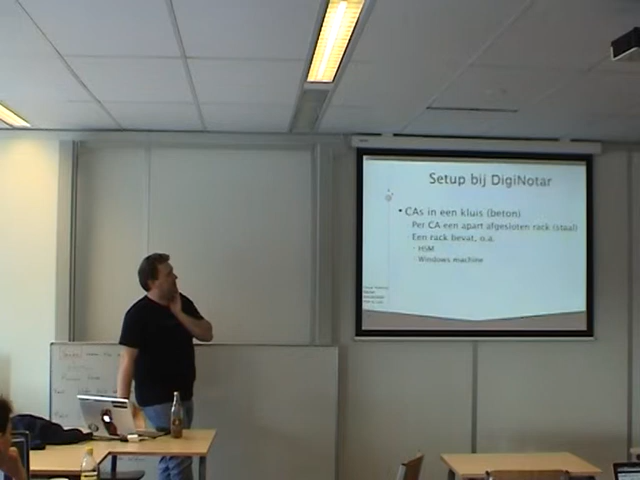 Setup bij DigiNotar
• CAs in een kluis (beton)
Per CA een apart afgesloten rack (staal)
Een rack bevat, o.a.
HSM
Windows machine